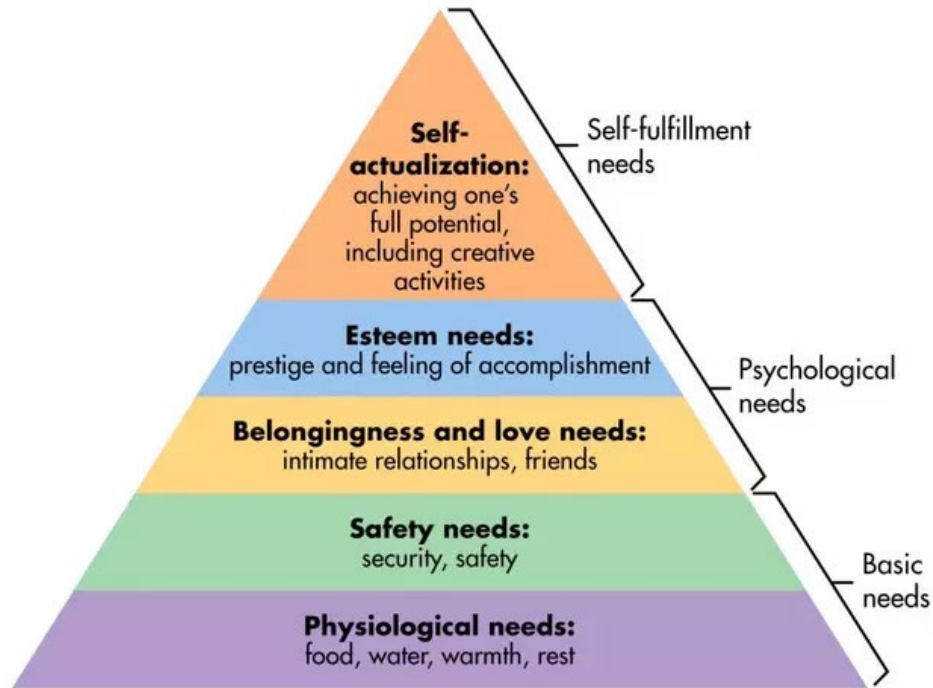 Self-
actualization:
achieving one's
full potential,
including creative
activities
Self-fulfillment
needs
Esteem needs:
prestige and feeling of accomplishment
Belongingness and love needs:
intimate relationships, friends
Psychological
needs
Safety needs:
security, safety
Physiological needs:
food, water, warmth, rest
Basic
needs